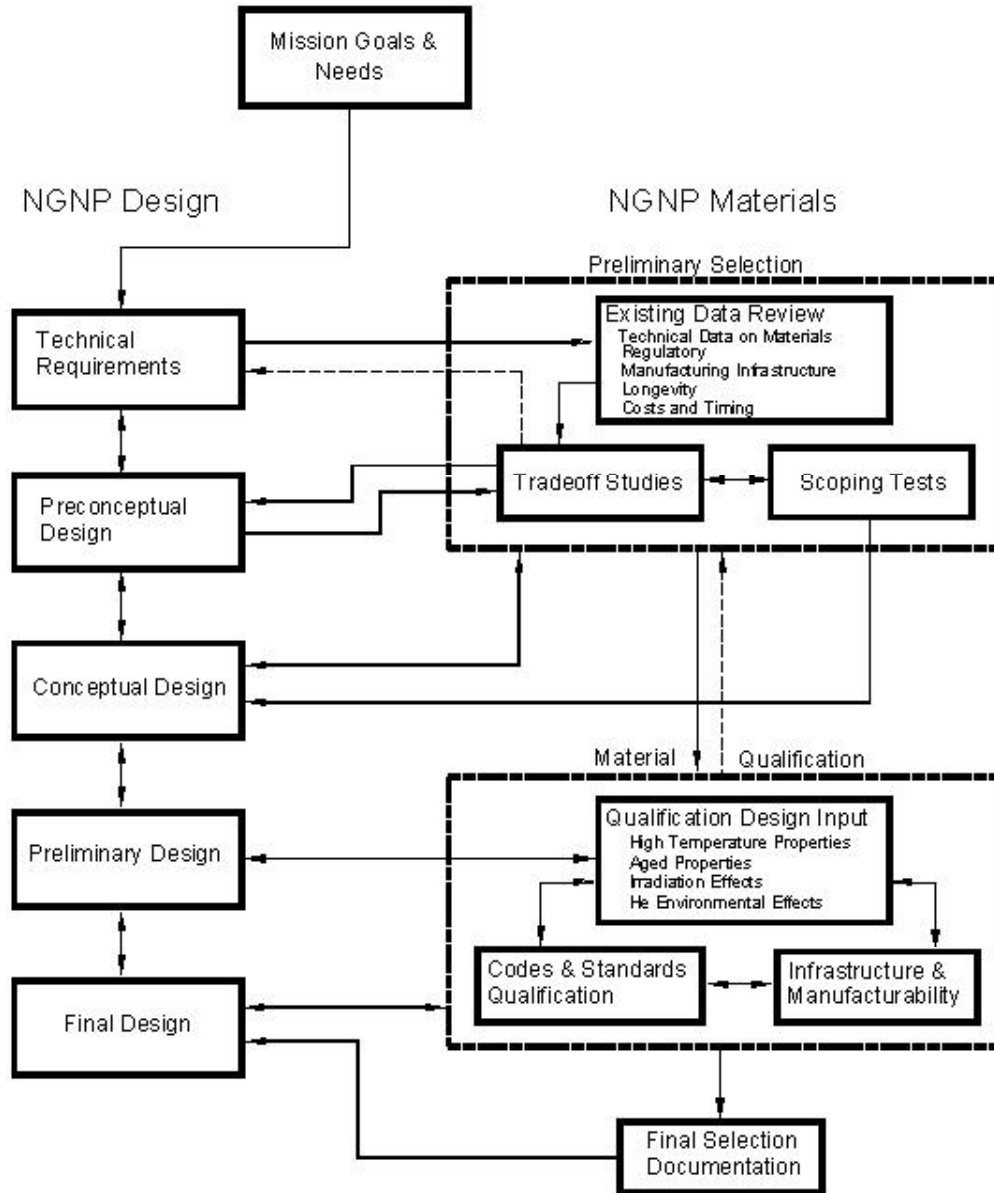 Mission Goals &
Needs
NGNP Design
NGNP Materials
Preliminary Selection
Technical
Requirements
Existing Data Review
Technical Data on Materials
Regulatory
Manufacturing Infrastructure
Longevity
Costs and Timing
Preconceptual
Design
Tradeoff Studies
Scoping Tests
Conceptual Design
Material Qualification
Preliminary Design
Qualification Design Input
High Temperature Properties
Aged Properties
Irradiation Effects
He Environmental Effects
Codes & Standards
Qualification
Infrastructure &
Manufacturability
Final Design
Final Selection
Documentation